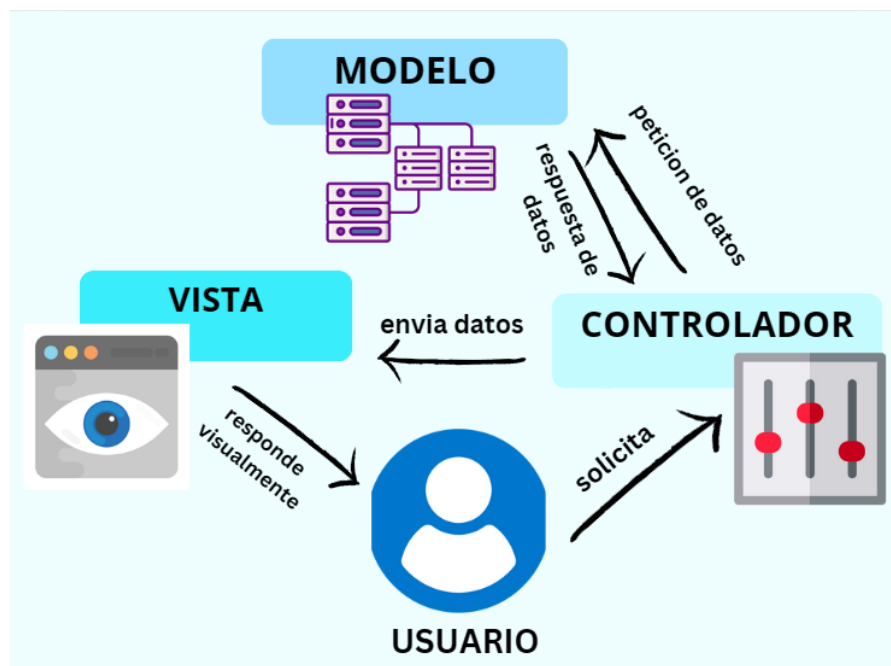 MODELO
peticion de datos
respuesta de
datos
VISTA
envia datos
CONTROLADOR
responde
visualmente
solicita
USUARIO